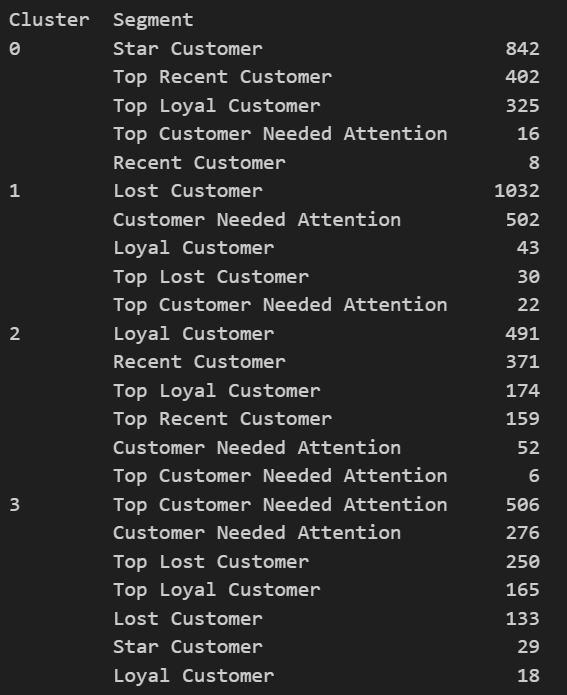 Cluster  Segment
0        Star Customer                      842
         Top Recent Customer                402
         Top Loyal Customer                 325
         Top Customer Needed Attention       16
         Recent Customer                      8
1        Lost Customer                     1032
         Customer Needed Attention          502
         Loyal Customer                      43
         Top Lost Customer                   30
         Top Customer Needed Attention       22
2        Loyal Customer                     491
         Recent Customer                    371
         Top Loyal Customer                 174
         Top Recent Customer                159
         Customer Needed Attention           52
         Top Customer Needed Attention        6
3        Top Customer Needed Attention      506
         Customer Needed Attention          276
         Top Lost Customer                  250
         Top Loyal Customer                 165
         Lost Customer                      133
         Star Customer                       29
         Loyal Customer                      18